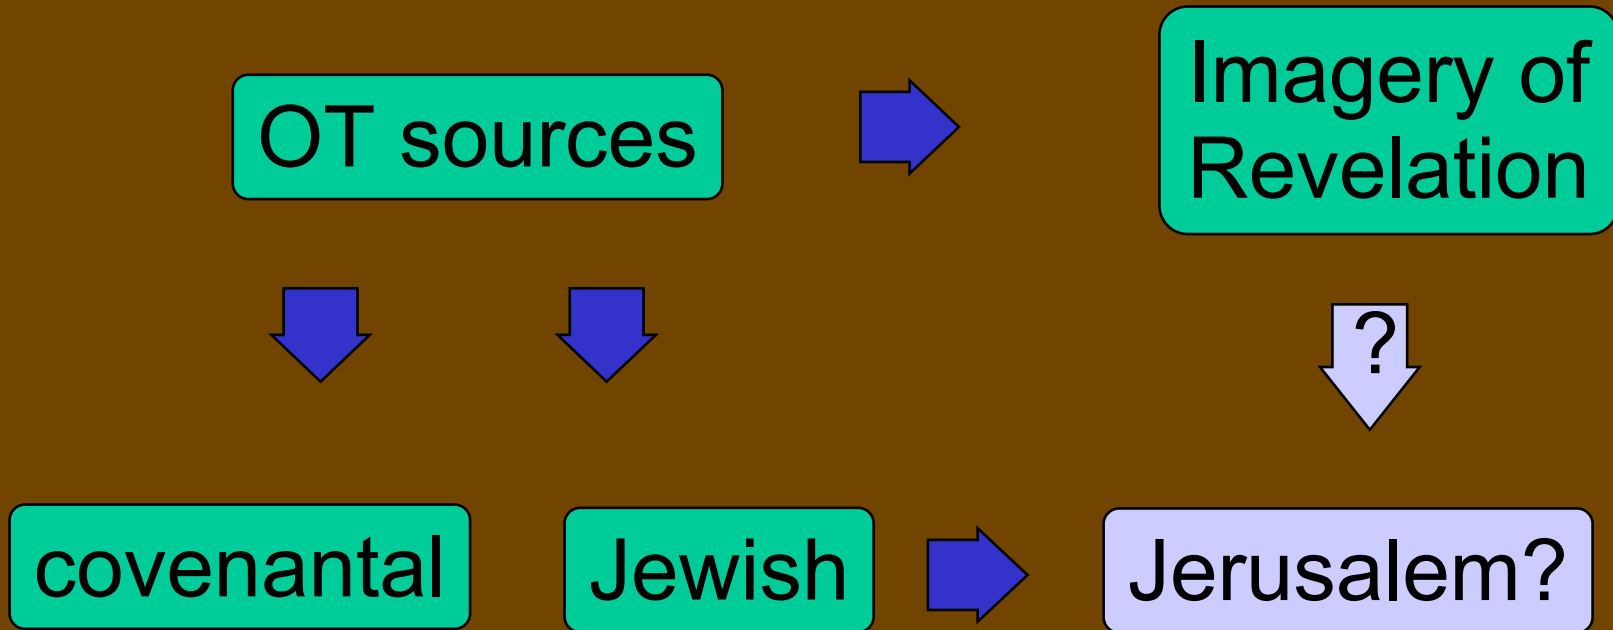 OT sources
Imagery of
Revelation
?
covenantal
Jewish
Jerusalem?